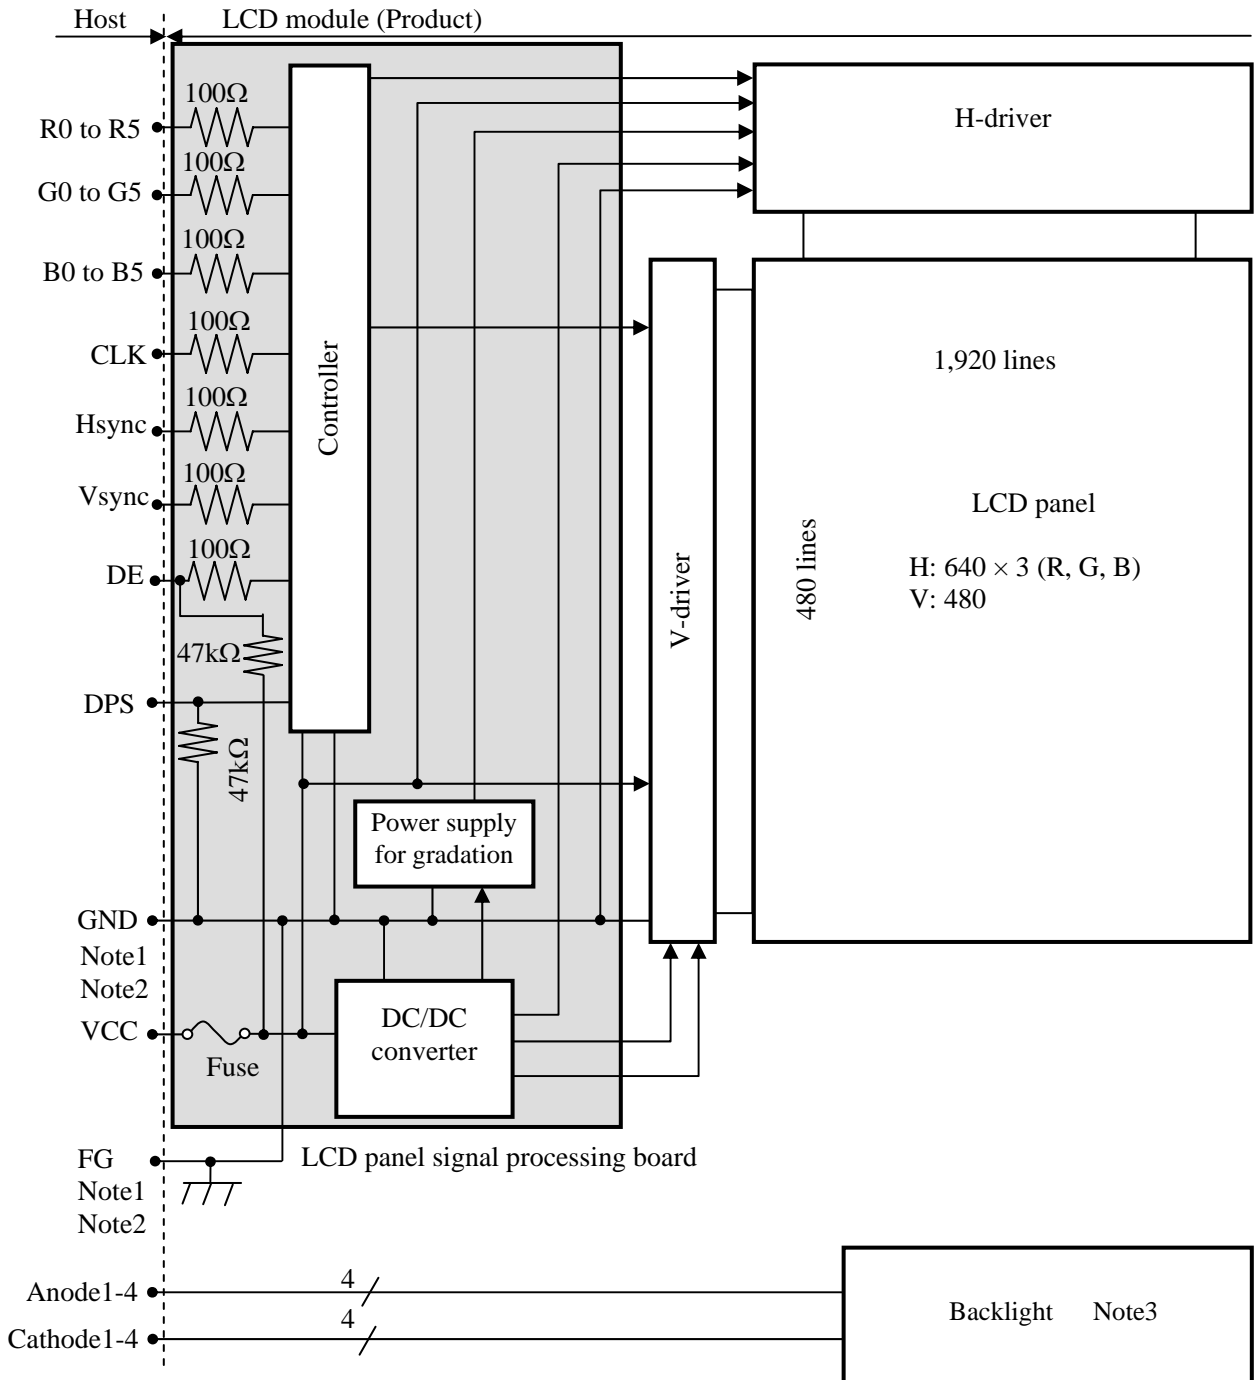 Host
LCD module (Product)
100Ω
R0 to R5
H-driver
100Ω
G0 to G5
100Ω
B0 to B5
100Ω
CLK
1,920 lines
Controller
100Ω
Hsync
100Ω
Vsync
LCD panel
480 lines
100Ω
DE
H: 640 × 3 (R, G, B)
V: 480
V-driver
47kΩ
DPS
47kΩ
Power supply
for gradation
GND
Note1
Note2
VCC
Fuse
DC/DC
converter
LCD panel signal processing board
FG
Note1
Note2
Anode1-4
4
Backlight Note3
Cathode1-4
4